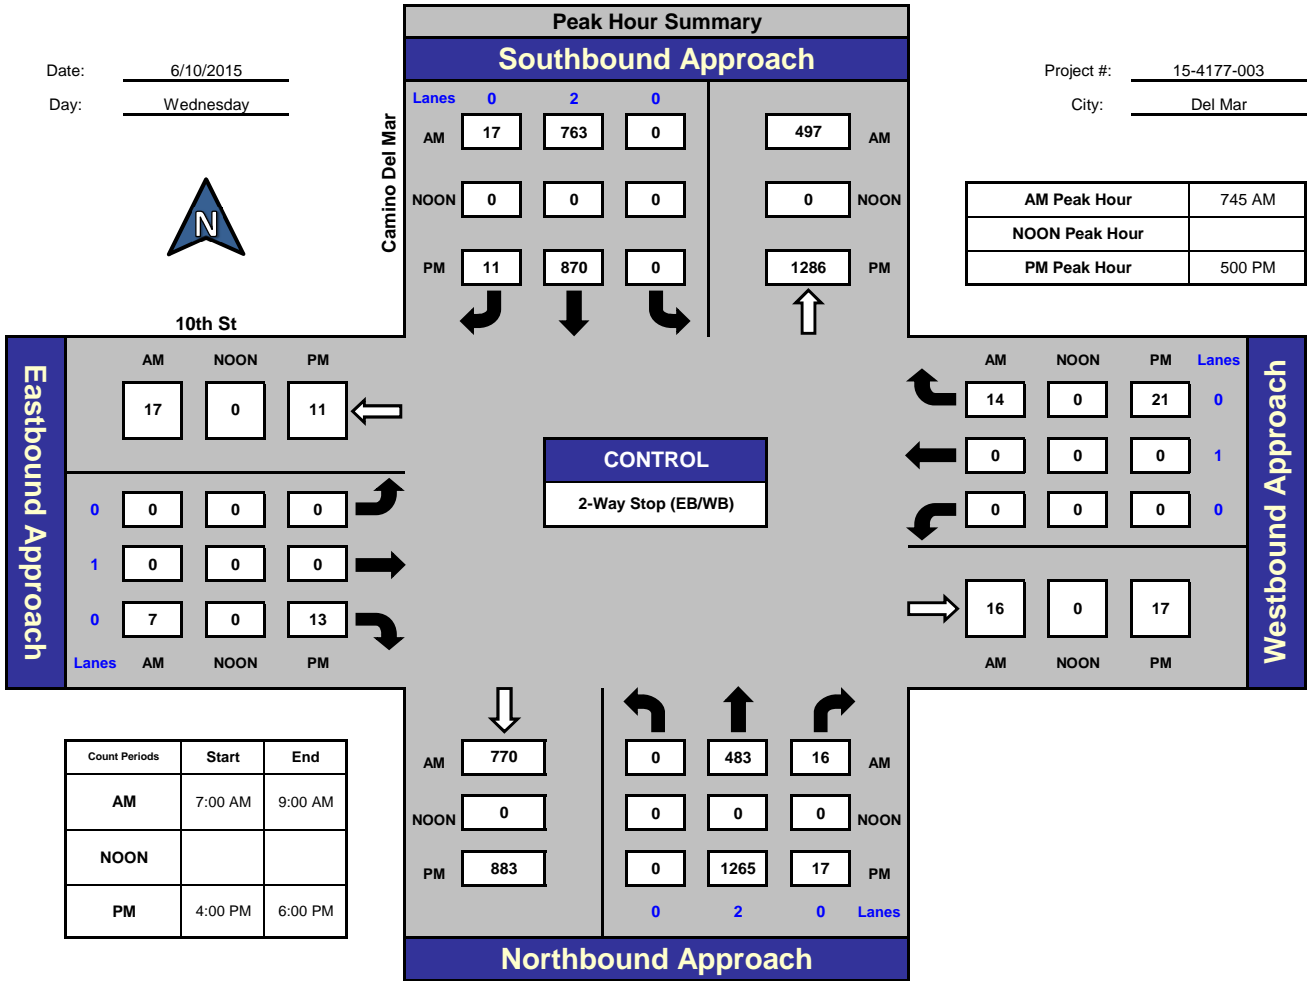 Peak Hour Summary
Southbound Approach
Date: 6/10/2015
Day: Wednesday
Project #: 15-4177-003
City: Del Mar
Camino Del Mar
Lanes 0 2 0
AM 17 763 0 497 AM
NOON 0 0 0 0 NOON
PM 11 870 0 1286 PM
N
AM Peak Hour 745 AM
NOON Peak Hour
PM Peak Hour 500 PM
10th St
Eastbound Approach
AM NOON PM
17 0 11
0 0 0 0
1 0 0 0
0 7 0 13
Lanes AM NOON PM
CONTROL
2-Way Stop (EB/WB)
AM NOON PM Lanes
14 0 21 0
0 0 0 1
0 0 0 0
16 0 17
AM NOON PM
Westbound Approach
Count Periods Start End
AM 7:00 AM 9:00 AM
NOON
PM 4:00 PM 6:00 PM
AM 770 0 483 16 AM
NOON 0 0 0 0 NOON
PM 883 0 1265 17 PM
0 2 0 Lanes
Northbound Approach